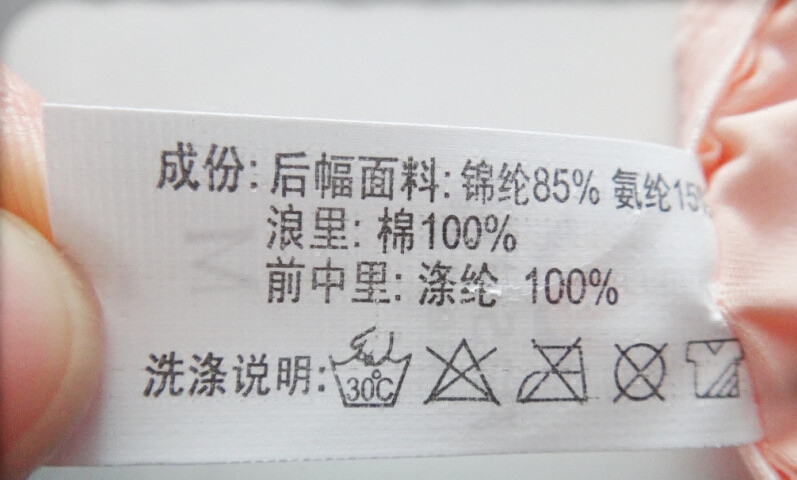 成份: 后幅面料: 锦纶85% 氨纶15%
浪里: 棉100%
前中里: 涤纶 100%
洗涤说明: 30℃